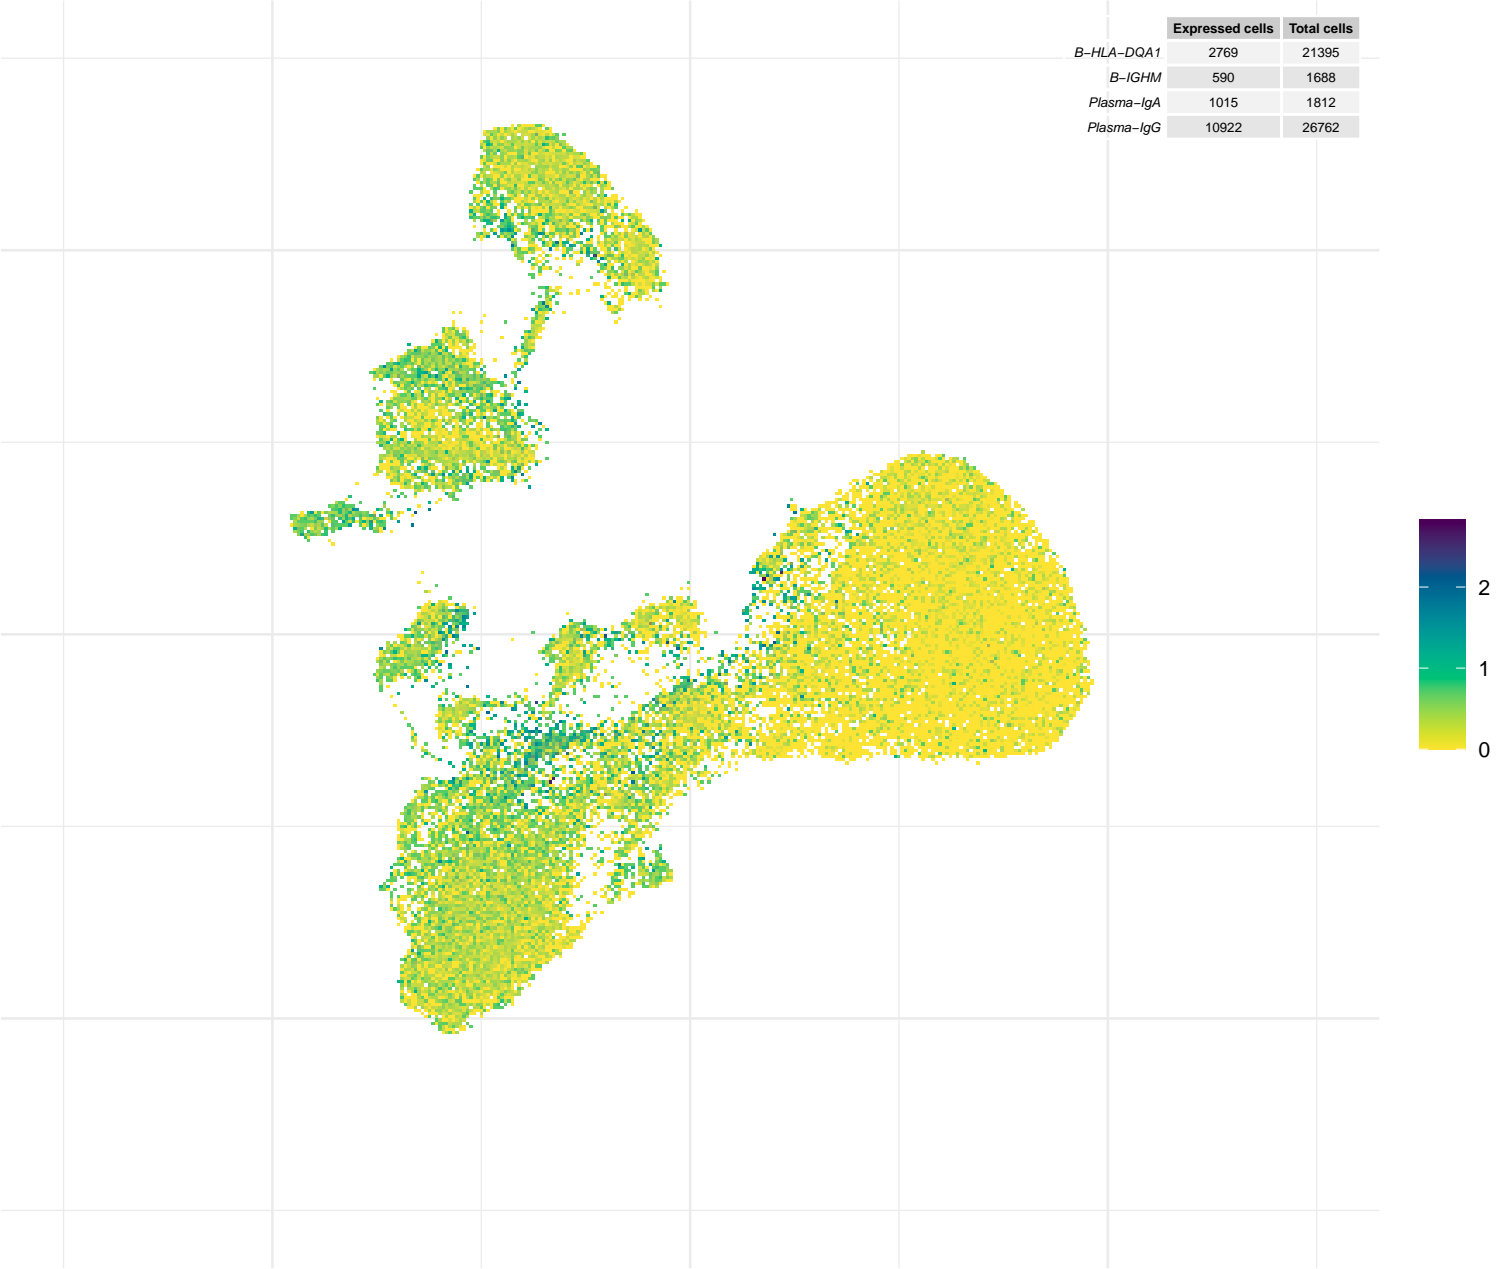 Expressed cells Total cells
B−HLA−DQA1 2769 21395
B−IGHM 590 1688
Plasma−IgA 1015 1812
Plasma−IgG 10922 26762
2
1
0